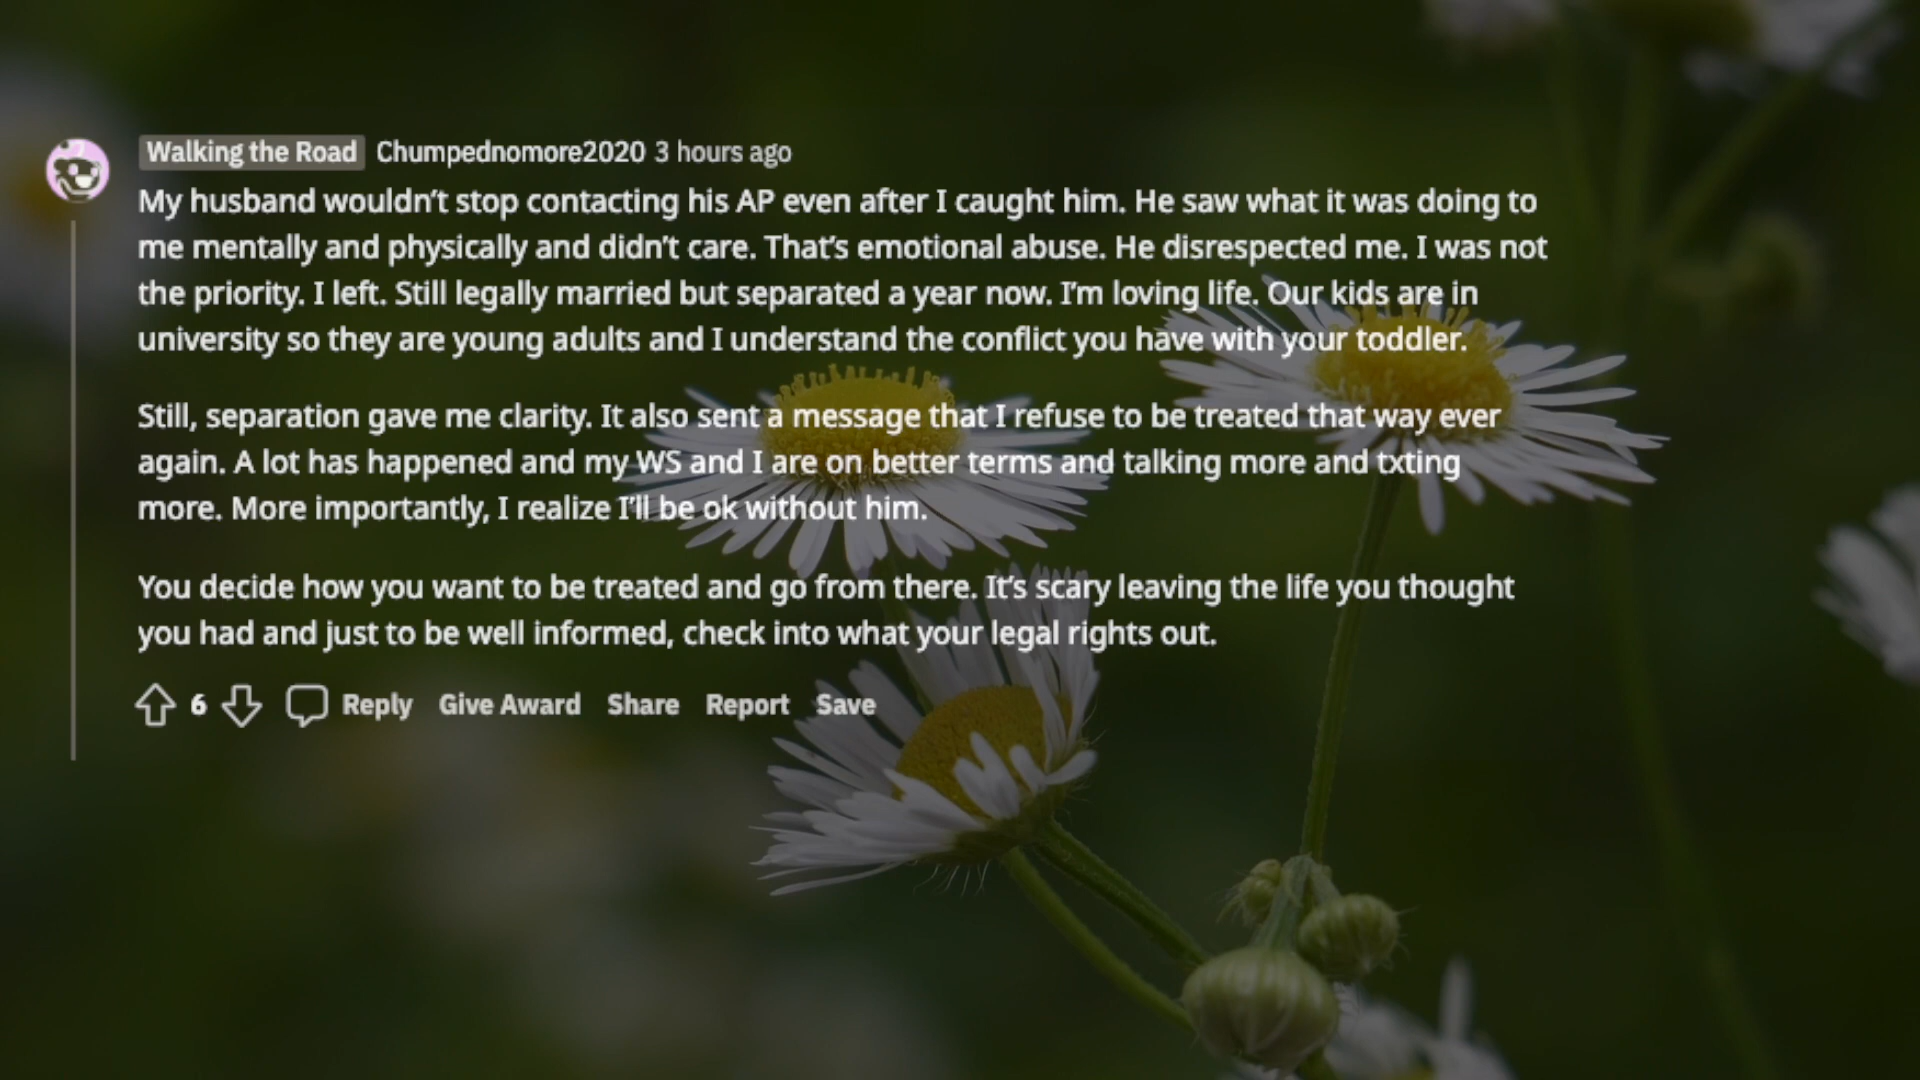 Walking the Road Chumpednomore2020 3 hours ago
My husband wouldn't stop contacting his AP even after I caught him. He saw what it was doing to
me mentally and physically and didn't care. That's emotional abuse. He disrespected me. I was not
the priority. I left. Still legally married but separated a year now. I'm loving life. Our kids are in
university so they are young adults and I understand the conflict you have with your toddler.
Still, separation gave me clarity. It also sent a message that I refuse to be treated that way ever
again. A lot has happened and my WS and I are on better terms and talking more and txting
more. More importantly, I realize I'll be ok without him.
You decide how you want to be treated and go from there. It's scary leaving the life you thought
you had and just to be well informed, check into what your legal rights out.
6 Reply Give Award Share Report Save